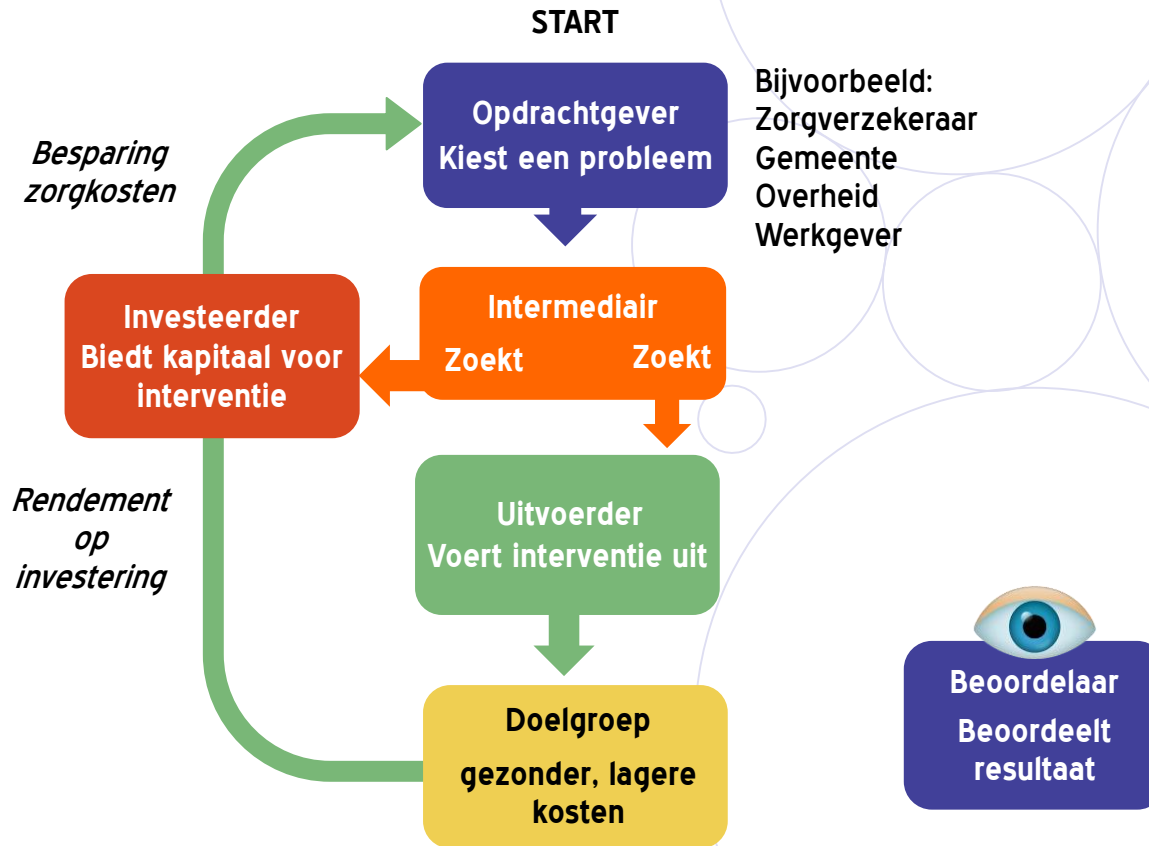 START
Opdrachtgever
Kiest een probleem
Bijvoorbeeld:
Zorgverzekeraar
Gemeente
Overheid
Werkgever
Besparing
zorgkosten
Investeerder
Biedt kapitaal voor
interventie
Intermediair
Zoekt
Zoekt
Rendement
op
investering
Uitvoerder
Voert interventie uit
Doelgroep
gezonder, lagere
kosten
Beoordelaar
Beoordeelt
resultaat